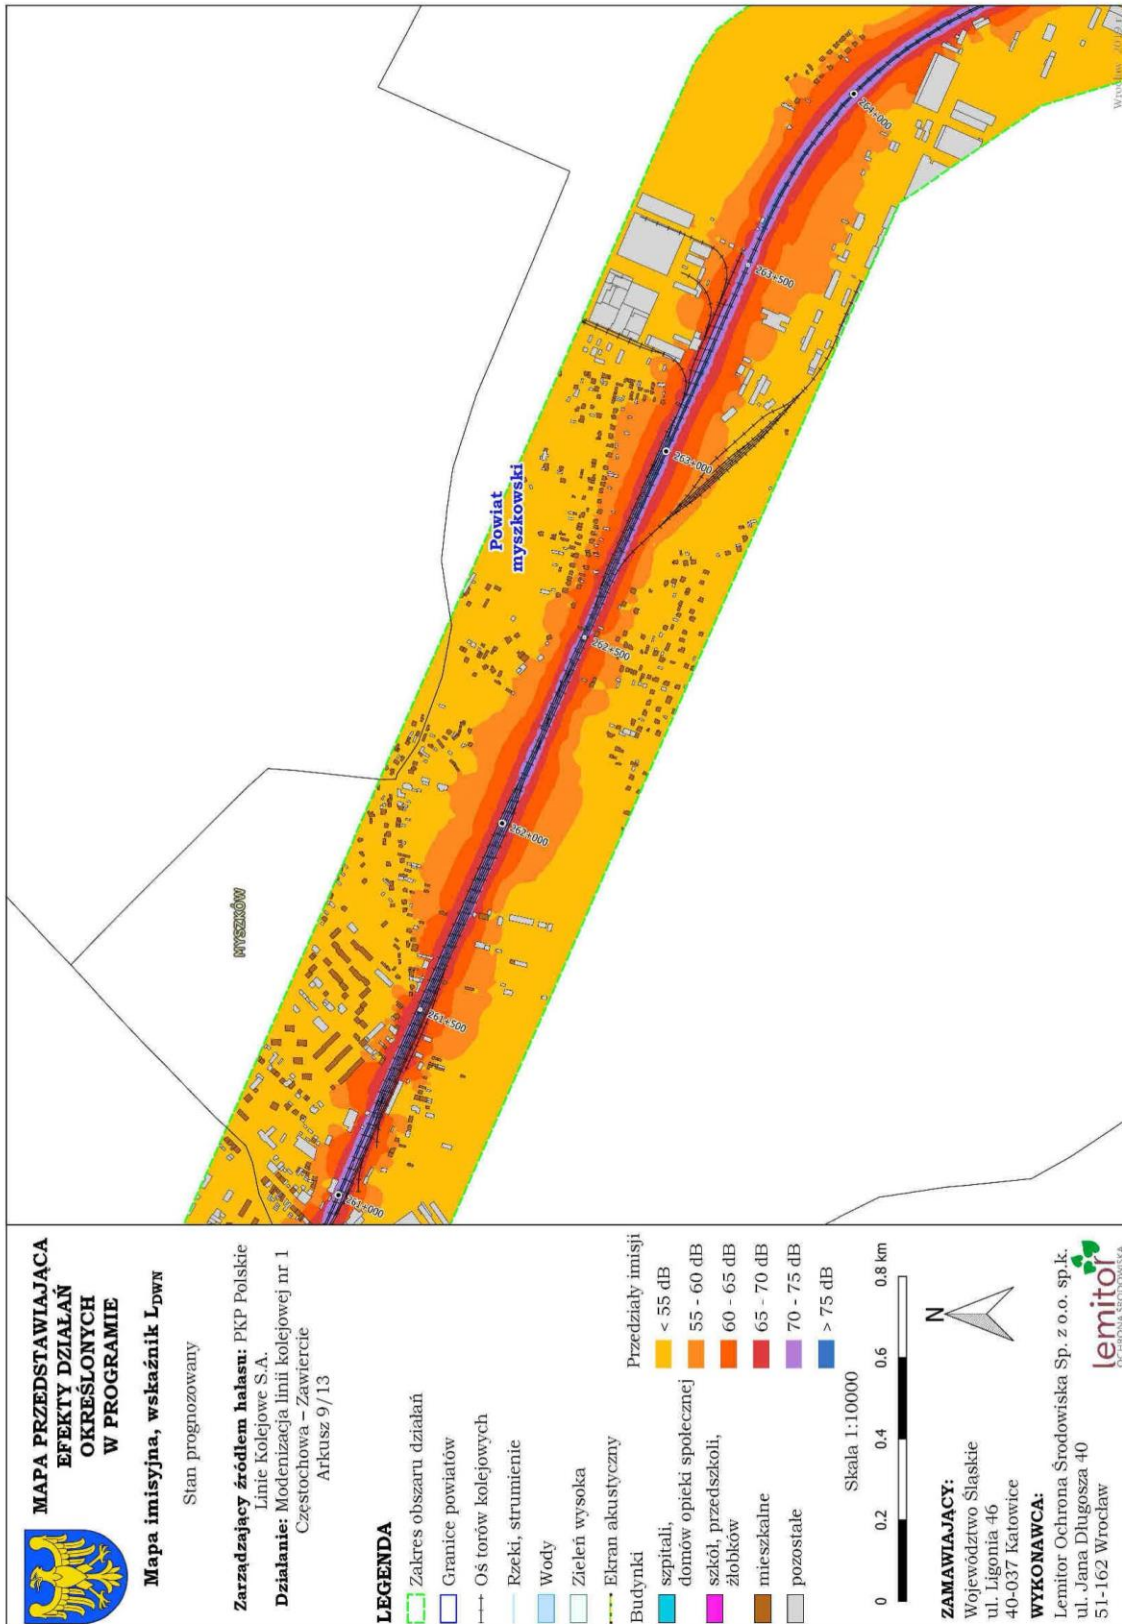 MAPA PRZEDSTAWIAJĄCA
EFEKTY DZIAŁAŃ
OKREŚLONYCH
W PROGRAMIE
Mapa imisyjna, wskaźnik LDWN
Stan prognozowany
Zarządzający źródłem hałasu: PKP Polskie
Linie Kolejowe S.A.
Działanie: Modenizacja linii kolejowej nr 1
Częstochowa – Zawiercie
Arkusz 9/13
LEGENDA
Zakres obszaru działań
Granice powiatów
Oś torów kolejowych
Rzeki, strumienie
Wody
Zieleń wysoka
Ekran akustyczny
Budynki
szpitali,
domów opieki społecznej
szkół, przedszkoli,
żłobków
mieszkalne
pozostałe
Przedziały imisji
< 55 dB
55 - 60 dB
60 - 65 dB
65 - 70 dB
70 - 75 dB
> 75 dB
Skala 1:10000
0 0.2 0.4 0.6 0.8 km
N
ZAMAWIAJĄCY:
Województwo Śląskie
ul. Ligonia 46
40-037 Katowice
WYKONAWCA:
Lemitor Ochrona Środowiska Sp. z o.o. sp.k.
ul. Jana Długosza 40
51-162 Wrocław
lemitor
OCHRONA ŚRODOWISKA
MYSZKÓW
Powiat
myszkowski
261+000
261+500
262+000
262+500
263+000
263+500
264+000